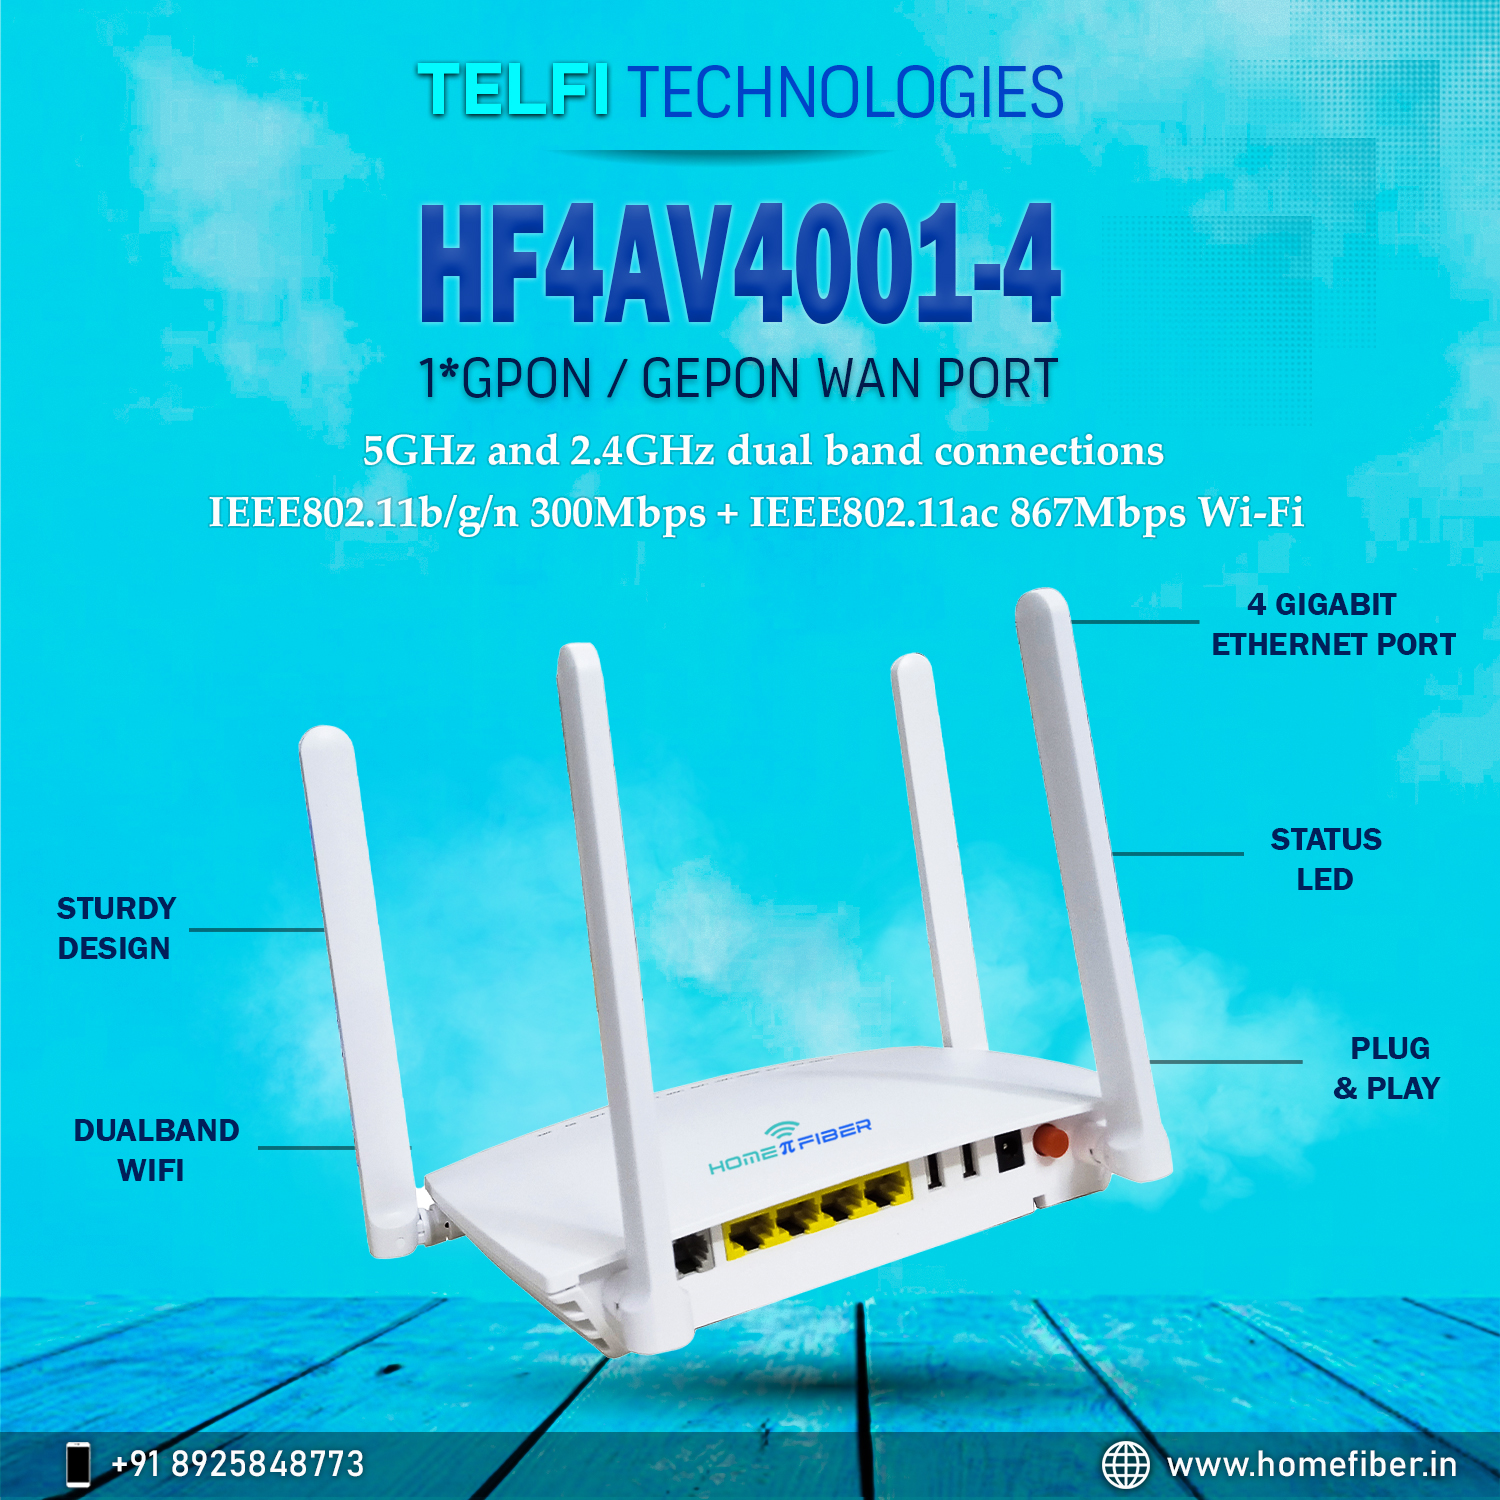 TELFI TECHNOLOGIES
HF4AV4001-4
1*GPON / GEPON WAN PORT
5GHz and 2.4GHz dual band connections
IEEE802.11b/g/n 300Mbps + IEEE802.11ac 867Mbps Wi-Fi
4 GIGABIT
ETHERNET PORT
STATUS
LED
STURDY
DESIGN
PLUG
& PLAY
DUALBAND
WIFI
HOME π FIBER
+91 8925848773
www.homefiber.in